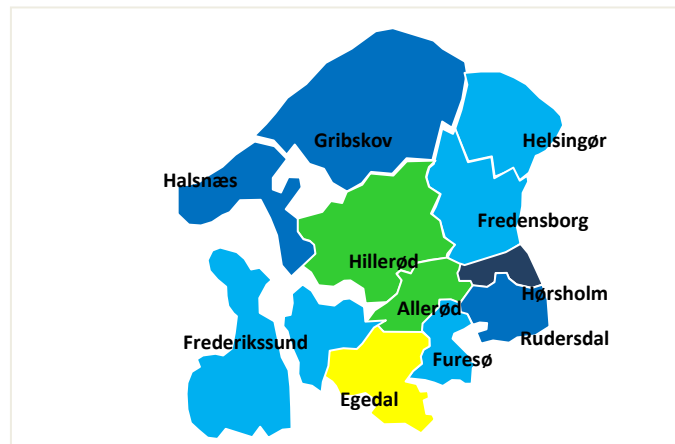 Gribskov
Helsingør
Halsnæs
Fredensborg
Hillerød
Hørsholm
Allerød
Rudersdal
Frederikssund
Furesø
Egedal